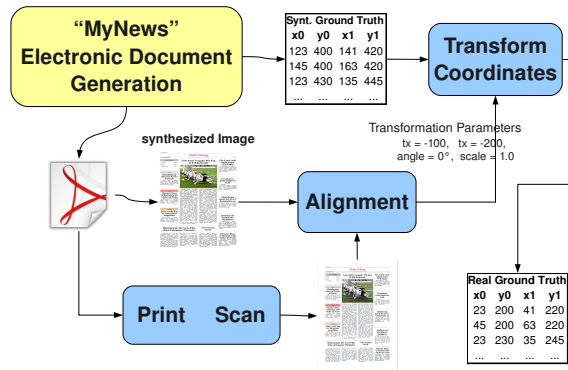 “MyNews”
Electronic Document
Generation
Synt. Ground Truth
x0 y0 x1 y1
123 400 141 420
145 400 163 420
123 430 135 445
... ... ... ...
Transform
Coordinates
Transformation Parameters
tx = -100, tx = -200,
angle = 0°, scale = 1.0
synthesized Image
Alignment
Print Scan
Real Ground Truth
x0 y0 x1 y1
23 200 41 220
45 200 63 220
23 230 35 245
... ... ... ...